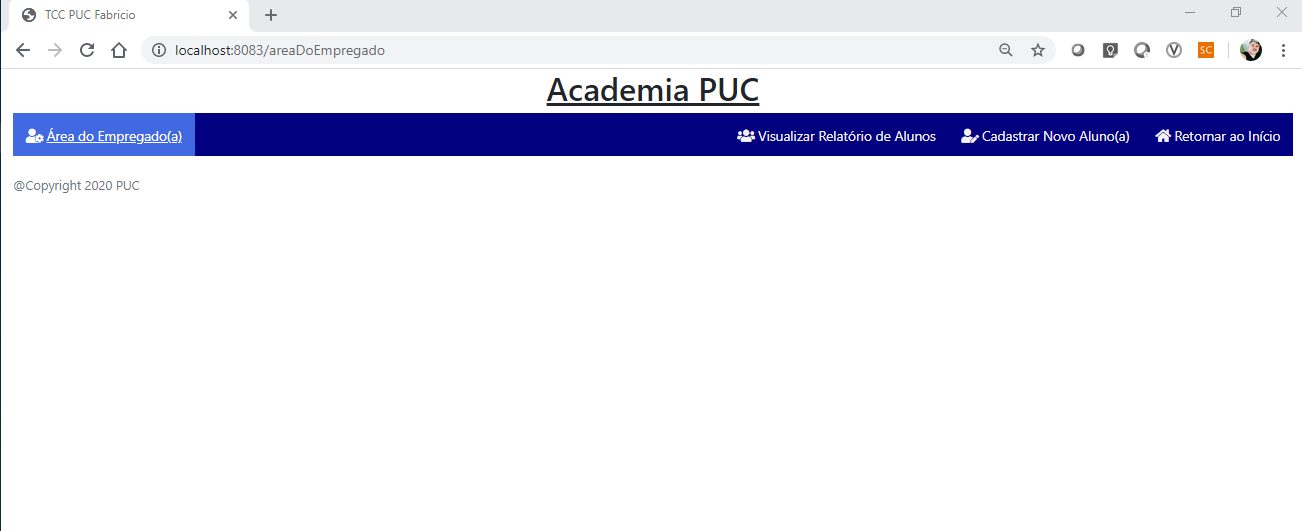 TCC PUC Fabricio
localhost:8083/areaDoEmpregado
SC
Academia PUC
Área do Empregado(a) Visualizar Relatório de Alunos Cadastrar Novo Aluno(a) Retornar ao Início
@Copyright 2020 PUC